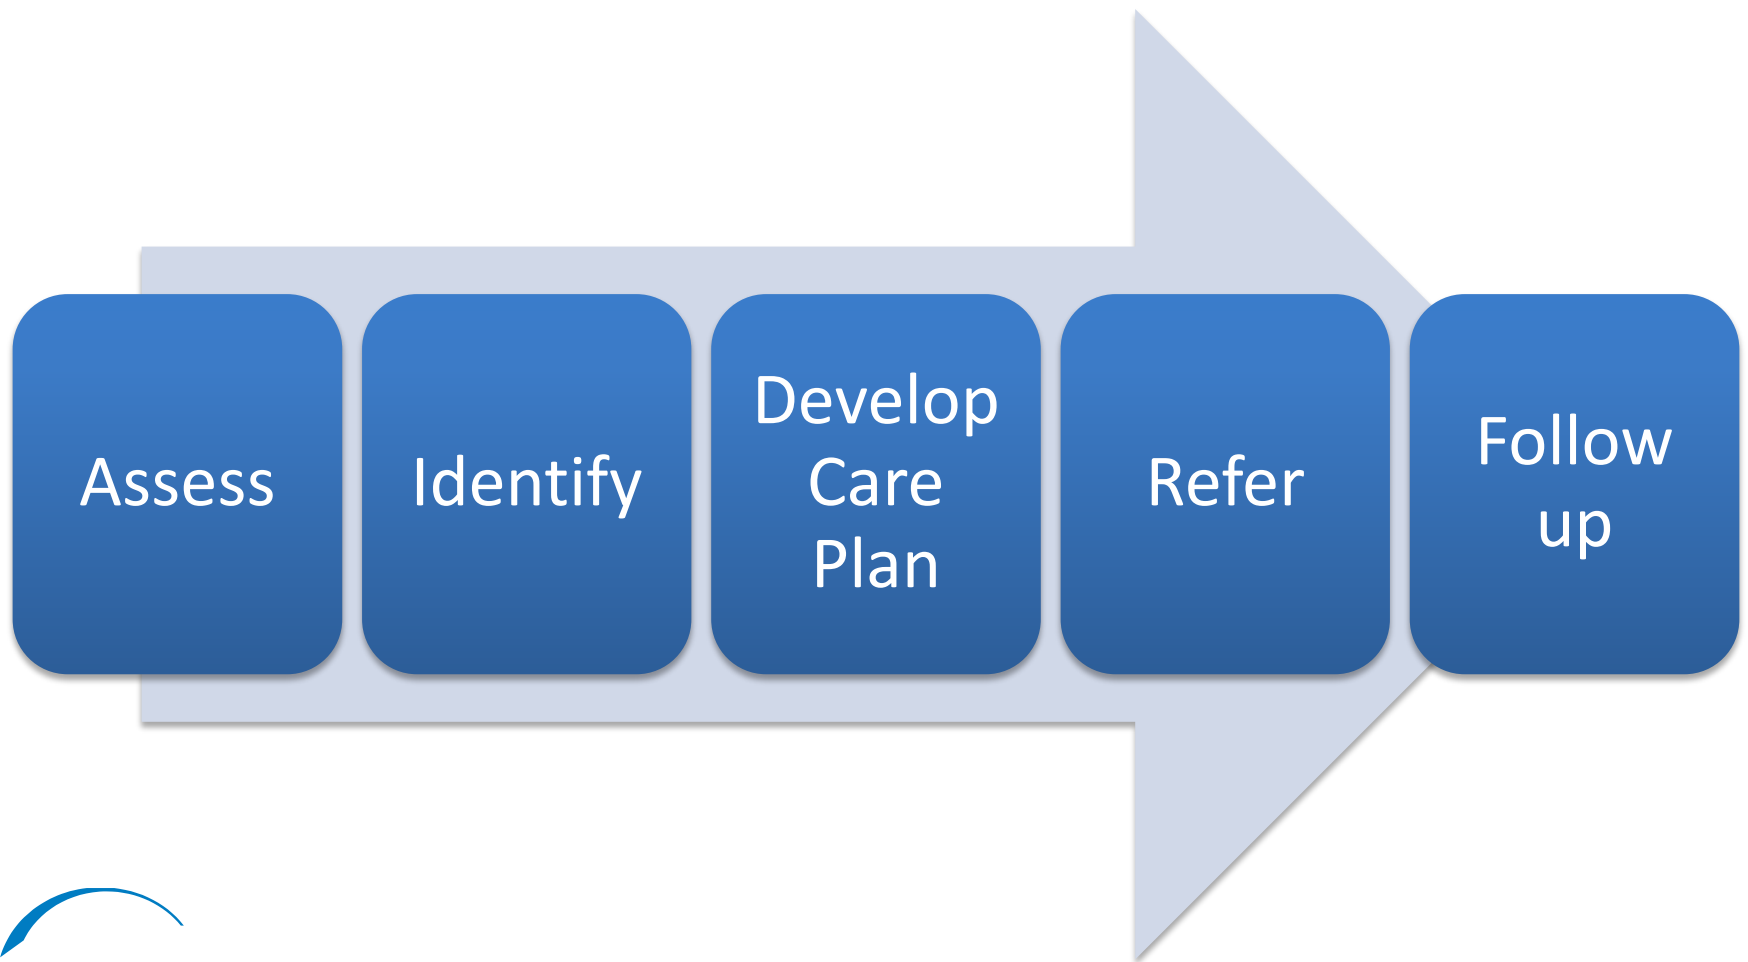 Assess
Identify
Develop
Care
Plan
Refer
Follow
up